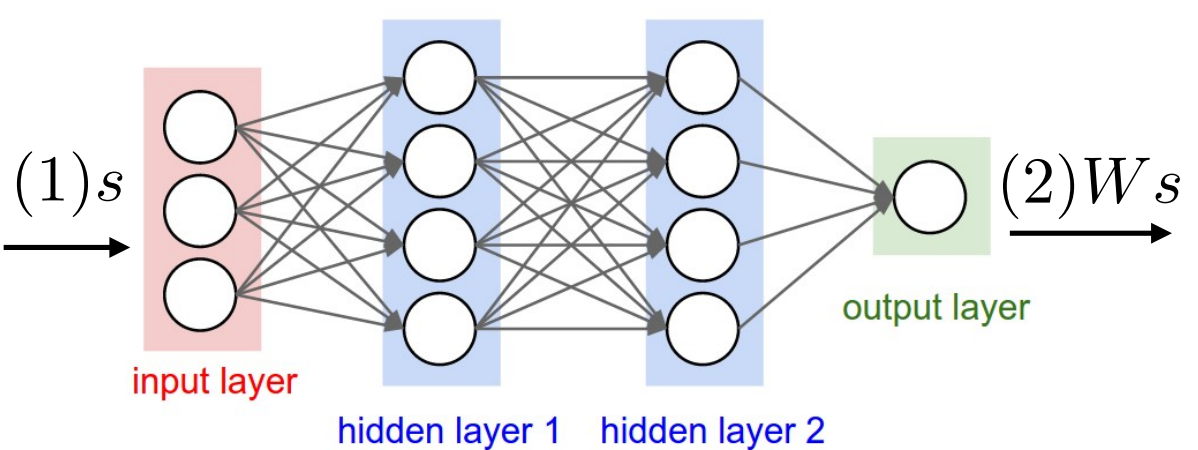 (1)s
(2)Ws
output layer
input layer
hidden layer 1
hidden layer 2